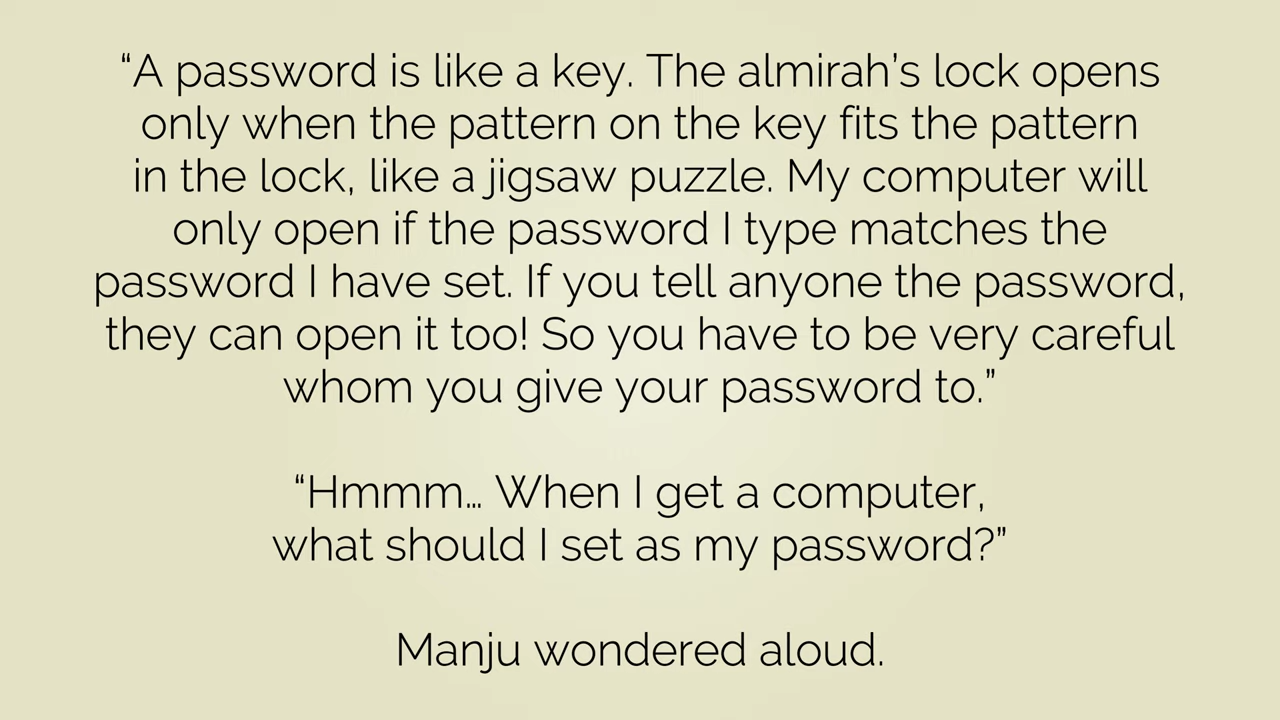 “A password is like a key. The almirah’s lock opens
only when the pattern on the key fits the pattern
in the lock, like a jigsaw puzzle. My computer will
only open if the password I type matches the
password I have set. If you tell anyone the password,
they can open it too! So you have to be very careful
whom you give your password to.”
“Hmmm… When I get a computer,
what should I set as my password?”
Manju wondered aloud.